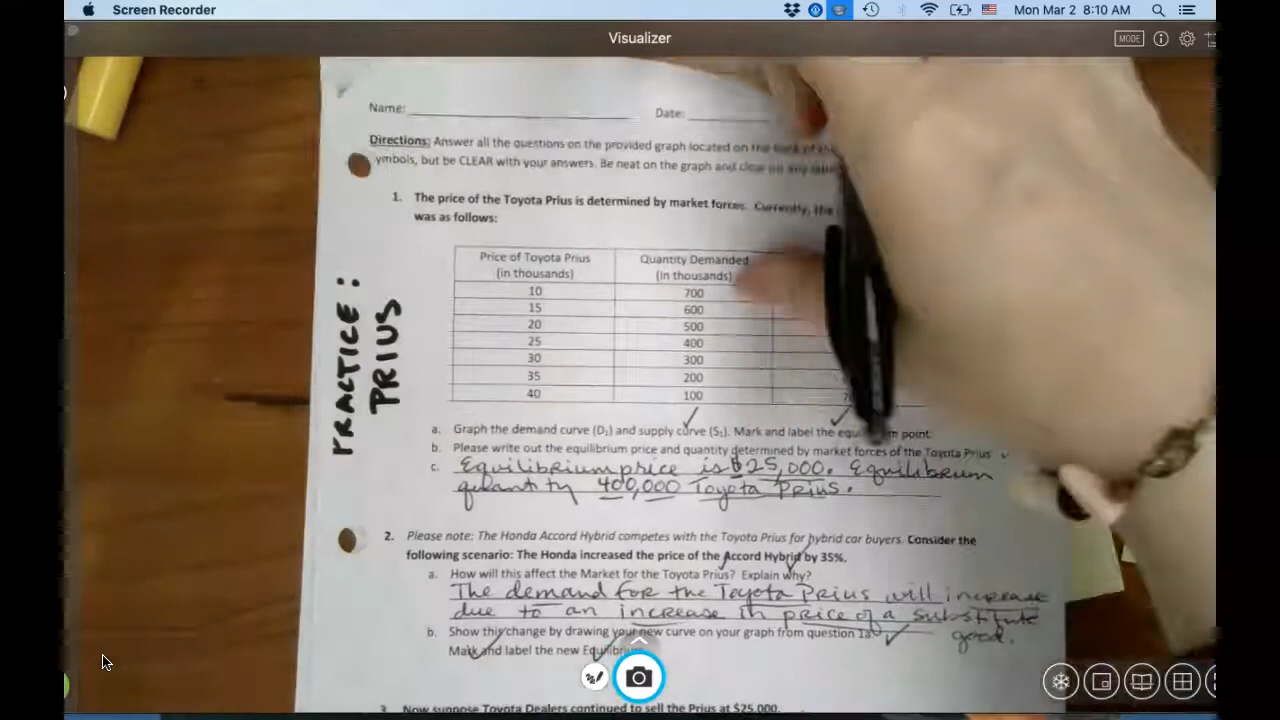 Screen Recorder
Mon Mar 2 8:10 AM
Visualizer
MODE
Name:
Date:
Directions: Answer all the questions on the provided graph located on the back of
ymbols, but be CLEAR with your answers. Be neat on the graph and clear on any
1. The price of the Toyota Prius is determined by market forces. Currently, the
was as follows:
PRACTICE:
PRIUS
Price of Toyota Prius Quantity Demanded
(in thousands) (in thousands)
10 700
15 600
20 500
25 400
30 300
35 200
40 100
a. Graph the demand curve (D₁) and supply curve (S₁). Mark and label the equilibrium point.
b. Please write out the equilibrium price and quantity determined by market forces of the Toyota Prius
c. Equilibrium price is $25,000. Equilibrium
quantity 400,000 Toyota Prius.
2. Please note: The Honda Accord Hybrid competes with the Toyota Prius for hybrid car buyers. Consider the
following scenario: The Honda increased the price of the Accord Hybrid by 35%.
a. How will this affect the Market for the Toyota Prius? Explain why?
The demand for the Toyota Prius will increase
due to an increase in price of a substitute
good.
b. Show this change by drawing your new curve on your graph from question 1a
Mark and label the new Equilibrium
3. Now suppose Toyota Dealers continued to sell the Prius at $25,000.